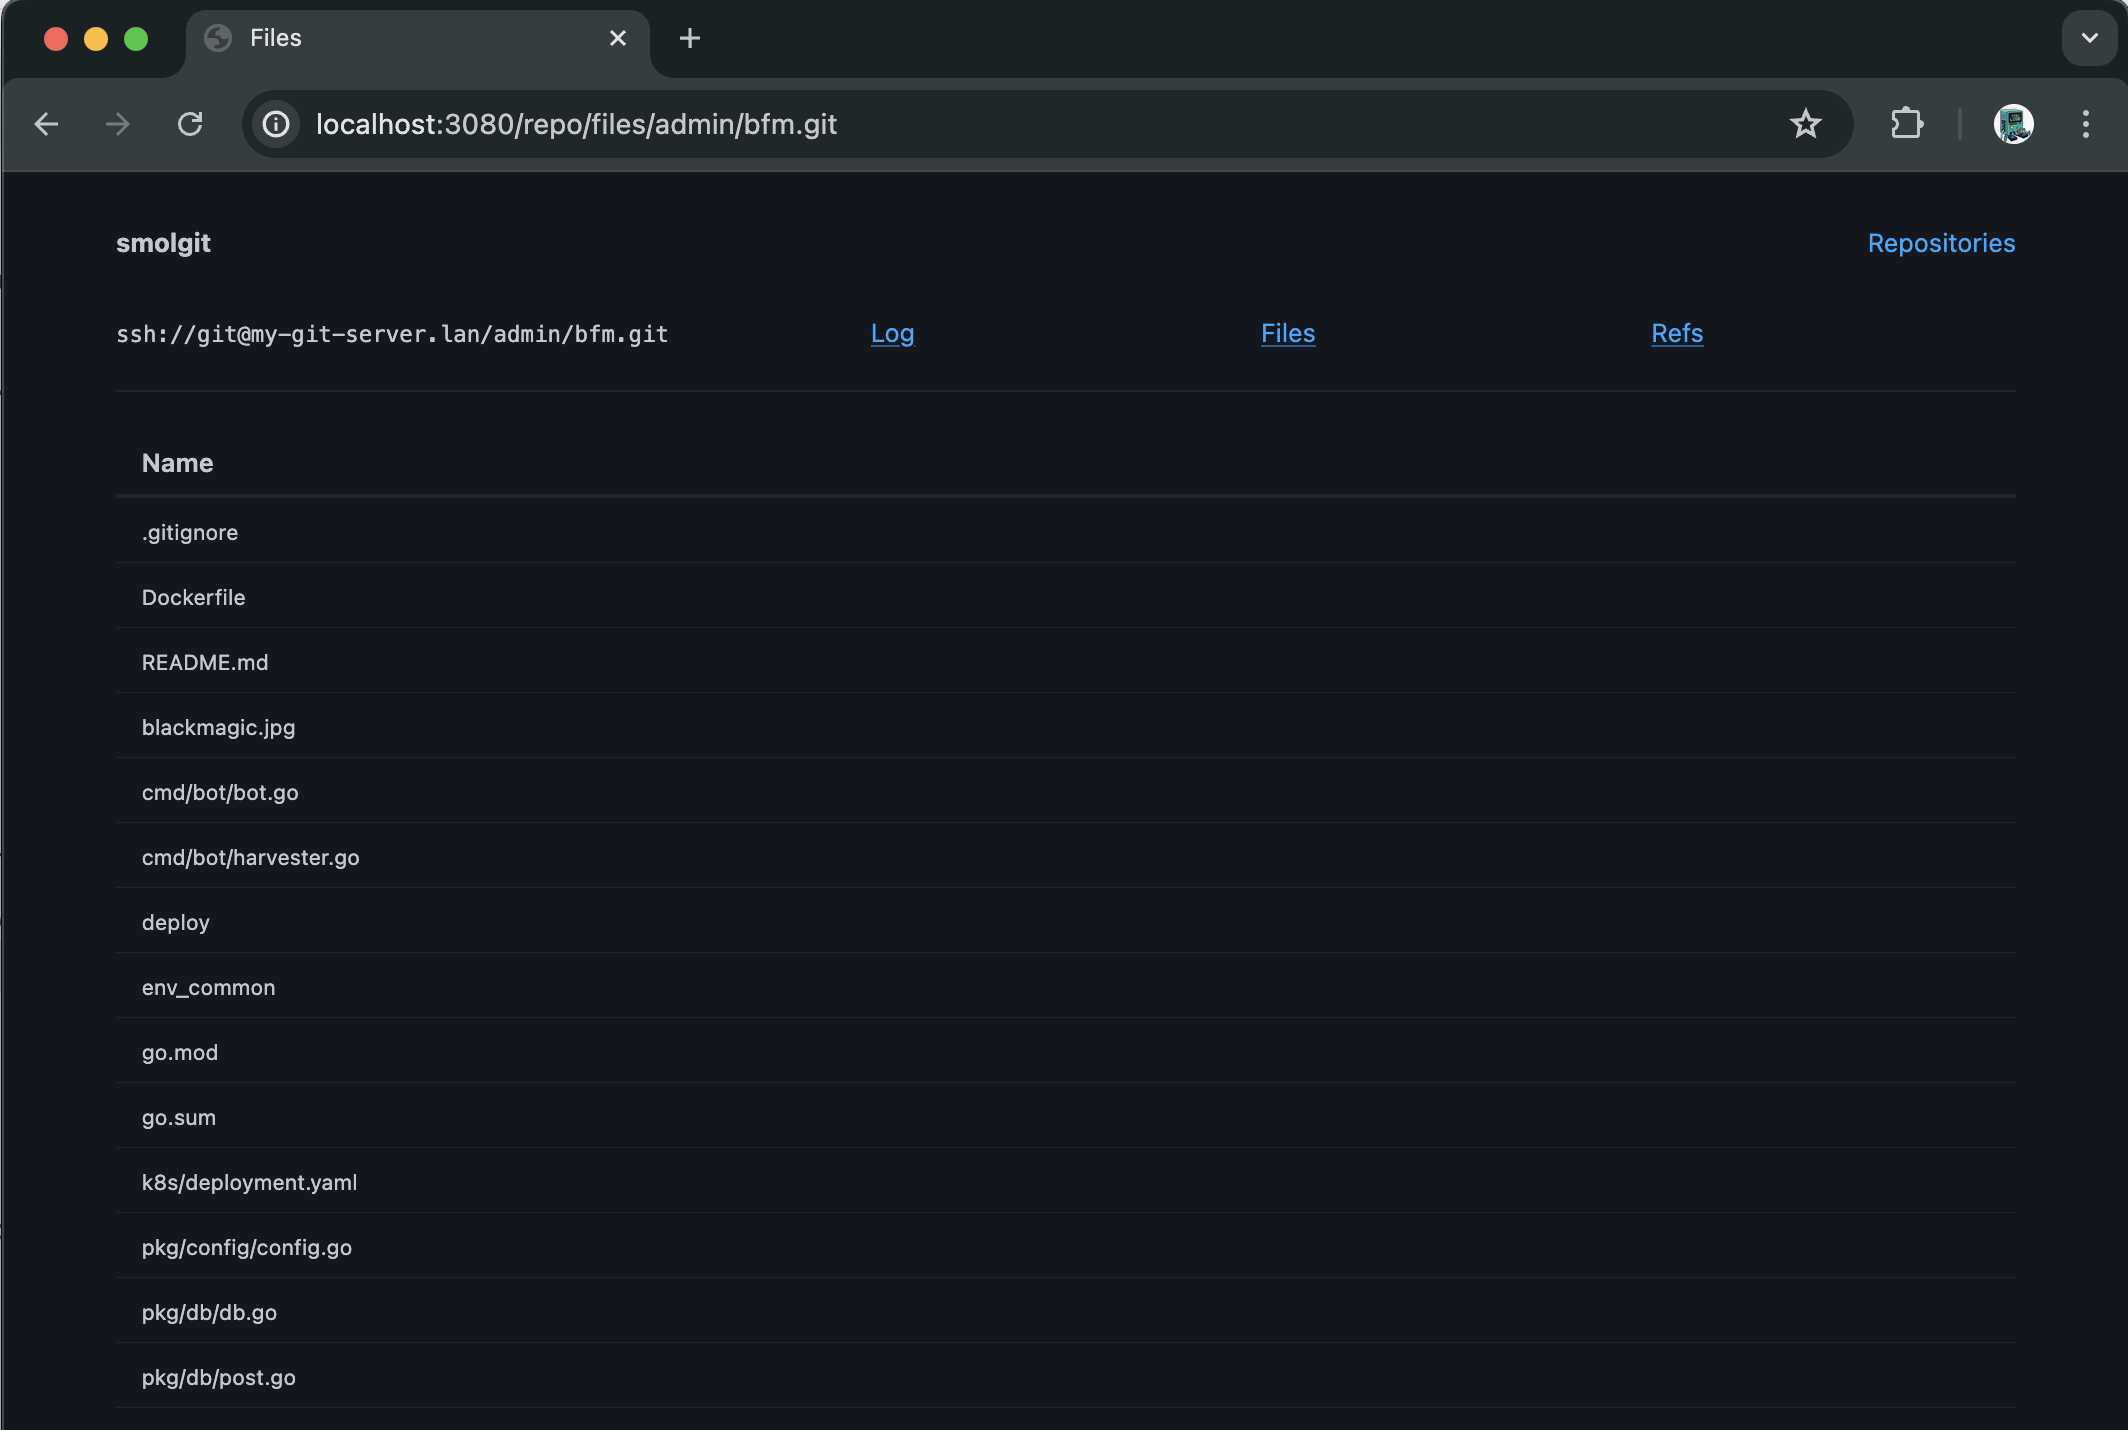 Files
localhost:3080/repo/files/admin/bfm.git
smolgit Repositories
ssh://git@my-git-server.lan/admin/bfm.git Log Files Refs
Name
.gitignore
Dockerfile
README.md
blackmagic.jpg
cmd/bot/bot.go
cmd/bot/harvester.go
deploy
env_common
go.mod
go.sum
k8s/deployment.yaml
pkg/config/config.go
pkg/db/db.go
pkg/db/post.go